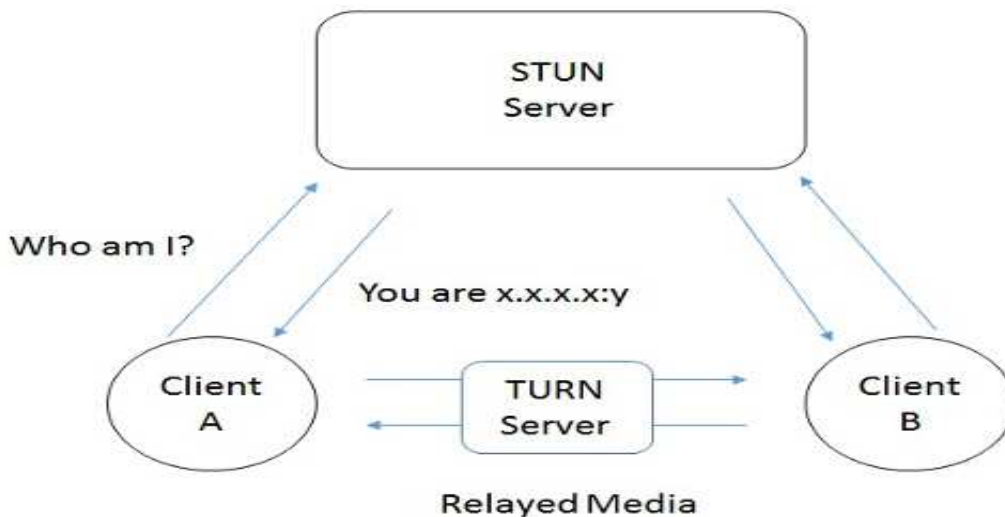 STUN
Server
Who am I?
You are x.x.x.x:y
Client
A
TURN
Server
Client
B
Relayed Media